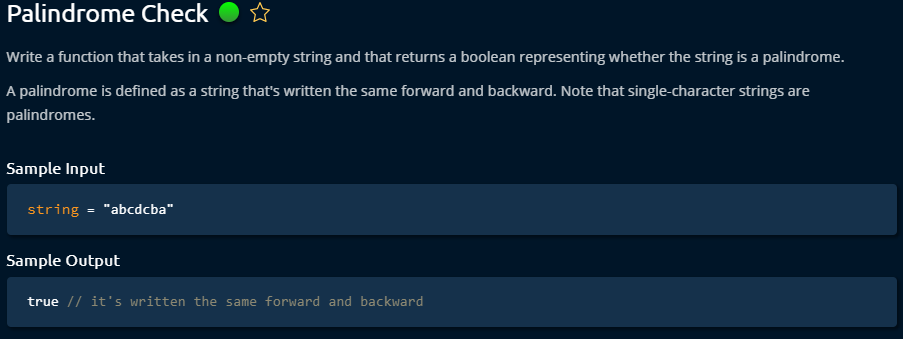 Palindrome Check
Write a function that takes in a non-empty string and that returns a boolean representing whether the string is a palindrome.
A palindrome is defined as a string that's written the same forward and backward. Note that single-character strings are
palindromes.
Sample Input
string = "abcdcba"
Sample Output
true // it's written the same forward and backward